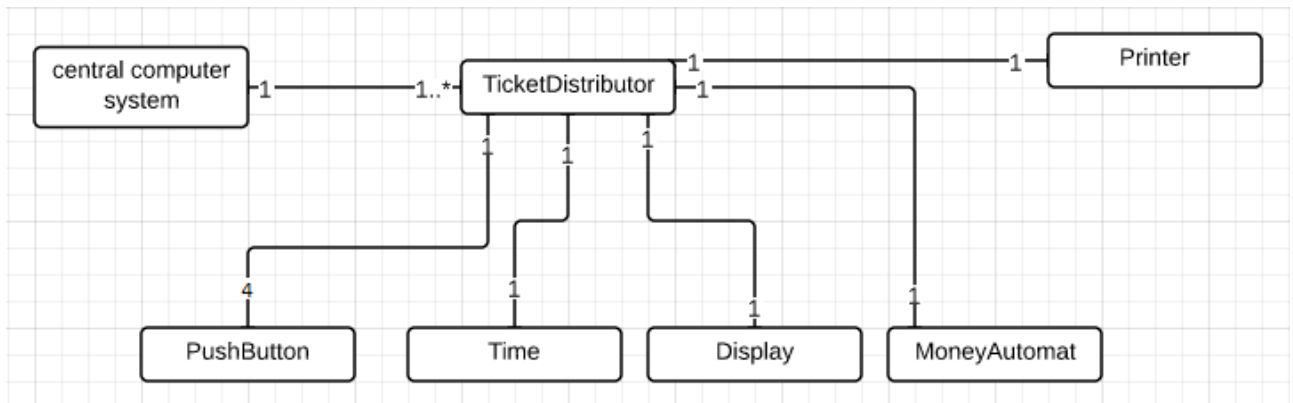 central computer
system
1
1..*
TicketDistributor
1
1
Printer
1
1
1
1
4
1
1
1
PushButton
Time
Display
MoneyAutomat